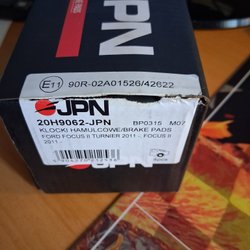 JPN
E11 90R-02A01526/42622
JPN
20H9062-JPN BP0315 M07
KLOCKI HAMULCOWE/BRAKE PADS
FORD FOCUS II TURNIER 2011 -, FOCUS II
2011 -